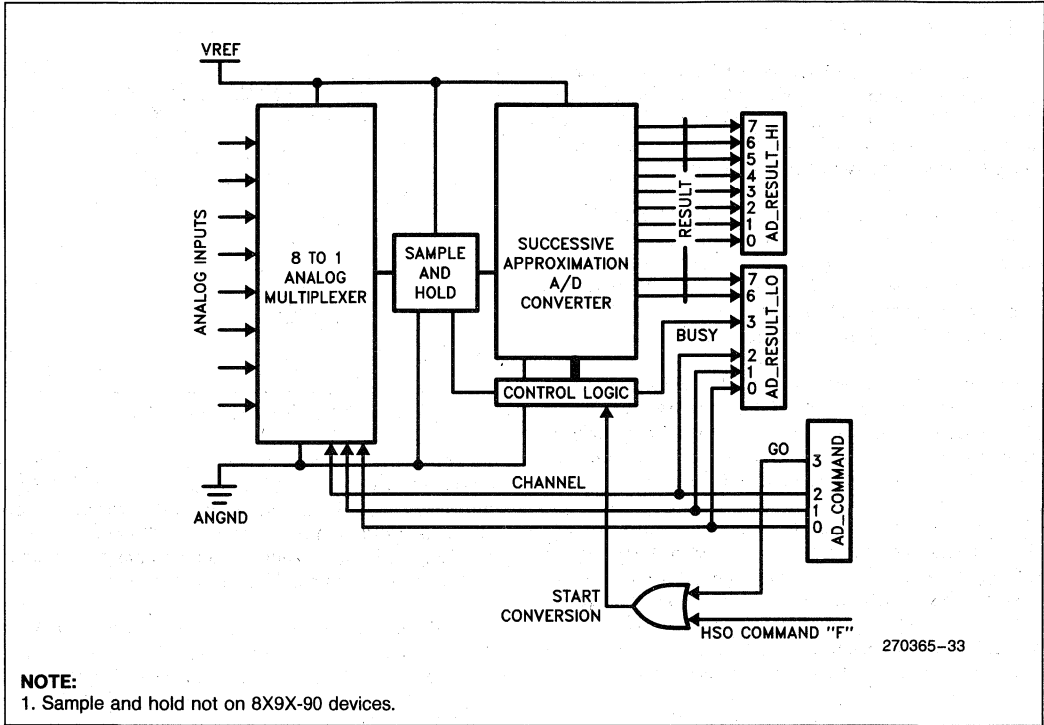 VREF
ANALOG INPUTS
8 TO 1
ANALOG
MULTIPLEXER
SAMPLE
AND
HOLD
SUCCESSIVE
APPROXIMATION
A/D
CONVERTER
RESULT
7
6
5
4
3
2
1
0
AD_RESULT_HI
7
6
3
2
1
0
AD_RESULT_LO
BUSY
CONTROL LOGIC
ANGND
CHANNEL
GO
3
2
1
0
AD_COMMAND
START
CONVERSION
HSO COMMAND "F"
270365-33
NOTE:
1. Sample and hold not on 8X9X-90 devices.